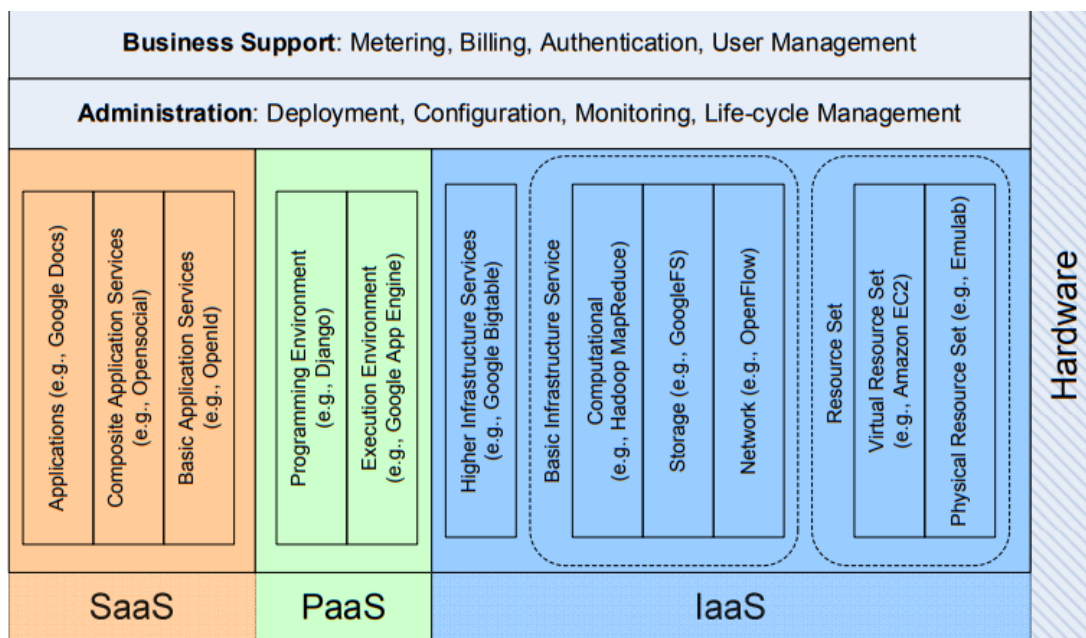 Business Support: Metering, Billing, Authentication, User Management
Administration: Deployment, Configuration, Monitoring, Life-cycle Management
Applications (e.g., Google Docs)
Composite Application Services
(e.g., Opensocial)
Basic Application Services
(e.g., OpenId)
Programming Environment
(e.g., Django)
Execution Environment
(e.g., Google App Engine)
Higher Infrastructure Services
(e.g., Google Bigtable)
Basic Infrastructure Service
Computational
(e.g., Hadoop MapReduce)
Storage (e.g., GoogleFS)
Network (e.g., OpenFlow)
Resource Set
Virtual Resource Set
(e.g., Amazon EC2)
Physical Resource Set (e.g., Emulab)
Hardware
SaaS
PaaS
IaaS